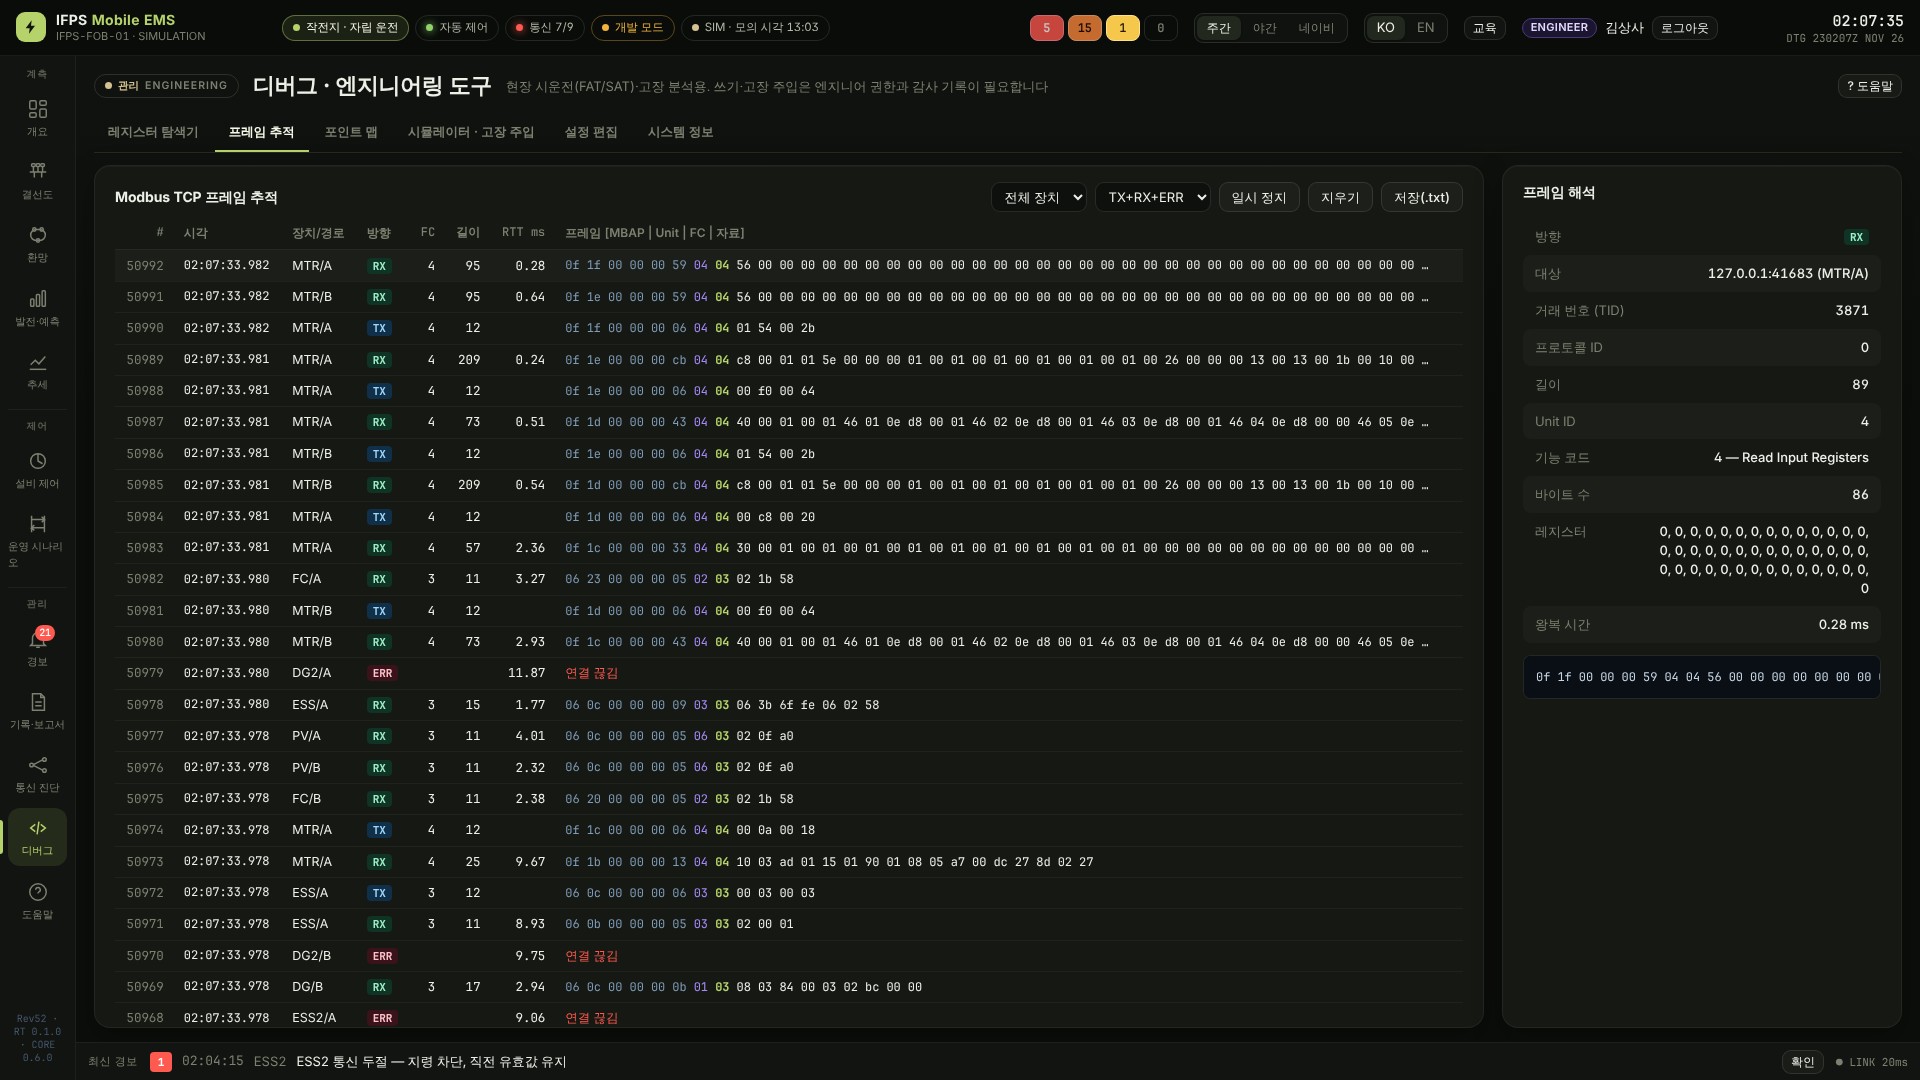 IFPS Mobile EMS
IFPS-FOB-01 · SIMULATION
작전지 · 자립 운전
자동 제어
통신 7/9
개발 모드
SIM · 모의 시각 13:03
5
15
1
0
주간 야간 네이비
KO EN
교육
ENGINEER 김상사 로그아웃
02:07:35
DTG 230207Z NOV 26
계측
개요
결선도
환망
발전·예측
추세
제어
설비 제어
운영 시나리
오
관리
21
경보
기록·보고서
통신 진단
디버그
도움말
RevS2 ·
RT 0.1.0
· CORE
0.6.0
관리 ENGINEERING
디버그 · 엔지니어링 도구
현장 시운전(FAT/SAT)·고장 분석용. 쓰기·고장 주입은 엔지니어 권한과 감사 기록이 필요합니다
? 도움말
레지스터 탐색기 프레임 추적 포인트 맵 시뮬레이터 · 고장 주입 설정 편집 시스템 정보
Modbus TCP 프레임 추적
전체 장치 TX+RX+ERR 일시 정지 지우기 저장(.txt)
# 시각 장치/경로 방향 FC 길이 RTT ms 프레임 [MBAP | Unit | FC | 자료]
50992 02:07:33.982 MTR/A RX 4 95 0.28 0f 1f 00 00 00 59 04 04 56 00 00 00 00 00 00 00 00 00 00 00 00 00 00 00 00 00 00 00 00 00 00 00 00 00 00 00 00 00 00 00 …
50991 02:07:33.982 MTR/B RX 4 95 0.64 0f 1e 00 00 00 59 04 04 56 00 00 00 00 00 00 00 00 00 00 00 00 00 00 00 00 00 00 00 00 00 00 00 00 00 00 00 00 00 00 00 …
50990 02:07:33.982 MTR/A TX 4 12 0f 1f 00 00 00 06 04 04 01 54 00 2b
50989 02:07:33.981 MTR/A RX 4 209 0.24 0f 1e 00 00 00 cb 04 04 c8 00 01 01 5e 00 00 00 01 00 01 00 01 00 01 00 01 00 01 00 26 00 00 00 13 00 13 00 1b 00 10 00 …
50988 02:07:33.981 MTR/A TX 4 12 0f 1e 00 00 00 06 04 04 00 f0 00 64
50987 02:07:33.981 MTR/A RX 4 73 0.51 0f 1d 00 00 00 43 04 04 40 00 01 00 01 46 01 0e d8 00 01 46 02 0e d8 00 01 46 03 0e d8 00 01 46 04 0e d8 00 00 46 05 0e …
50986 02:07:33.981 MTR/B TX 4 12 0f 1e 00 00 00 06 04 04 01 54 00 2b
50985 02:07:33.981 MTR/B RX 4 209 0.54 0f 1d 00 00 00 cb 04 04 c8 00 01 01 5e 00 00 00 01 00 01 00 01 00 01 00 01 00 01 00 26 00 00 00 13 00 13 00 1b 00 10 00 …
50984 02:07:33.981 MTR/A TX 4 12 0f 1d 00 00 00 06 04 04 00 c8 00 20
50983 02:07:33.981 MTR/A RX 4 57 2.36 0f 1c 00 00 00 33 04 04 30 00 01 00 01 00 01 00 01 00 01 00 01 00 01 00 01 00 01 00 00 00 00 00 00 00 00 00 00 00 00 00 …
50982 02:07:33.980 FC/A RX 3 11 3.27 06 23 00 00 00 05 02 03 02 1b 58
50981 02:07:33.980 MTR/B TX 4 12 0f 1d 00 00 00 06 04 04 00 f0 00 64
50980 02:07:33.980 MTR/B RX 4 73 2.93 0f 1c 00 00 00 43 04 04 40 00 01 00 01 46 01 0e d8 00 01 46 02 0e d8 00 01 46 03 0e d8 00 01 46 04 0e d8 00 00 46 05 0e …
50979 02:07:33.980 DG2/A ERR 11.87 연결 끊김
50978 02:07:33.980 ESS/A RX 3 15 1.77 06 0c 00 00 00 09 03 03 06 3b 6f fe 06 02 58
50977 02:07:33.978 PV/A RX 3 11 4.01 06 0c 00 00 00 05 06 03 02 0f a0
50976 02:07:33.978 PV/B RX 3 11 2.32 06 0c 00 00 00 05 06 03 02 0f a0
50975 02:07:33.978 FC/B RX 3 11 2.38 06 20 00 00 00 05 02 03 02 1b 58
50974 02:07:33.978 MTR/A TX 4 12 0f 1c 00 00 00 06 04 04 00 0a 00 18
50973 02:07:33.978 MTR/A RX 4 25 9.67 0f 1b 00 00 00 13 04 04 10 03 ad 01 15 01 90 01 08 05 a7 00 dc 27 8d 02 27
50972 02:07:33.978 ESS/A TX 3 12 06 0c 00 00 00 06 03 03 00 03 00 03
50971 02:07:33.978 ESS/A RX 3 11 8.93 06 0b 00 00 00 05 03 03 02 00 01
50970 02:07:33.978 DG2/B ERR 9.75 연결 끊김
50969 02:07:33.978 DG/B RX 3 17 2.94 06 0c 00 00 00 0b 01 03 08 03 84 00 03 02 bc 00 00
50968 02:07:33.978 ESS2/A ERR 9.06 연결 끊김
프레임 해석
방향 RX
대상 127.0.0.1:41683 (MTR/A)
거래 번호 (TID) 3871
프로토콜 ID 0
길이 89
Unit ID 4
기능 코드 4 — Read Input Registers
바이트 수 86
레지스터 0, 0, 0, 0, 0, 0, 0, 0, 0, 0, 0, 0, 0, 0,
0, 0, 0, 0, 0, 0, 0, 0, 0, 0, 0, 0, 0, 0,
0, 0, 0, 0, 0, 0, 0, 0, 0, 0, 0, 0, 0, 0,
0
왕복 시간 0.28 ms
0f 1f 00 00 00 59 04 04 56 00 00 00 00 00 00 00
최신 경보 1 02:04:15 ESS2 ESS2 통신 두절 — 지령 차단, 직전 유효값 유지
확인
LINK 20ms